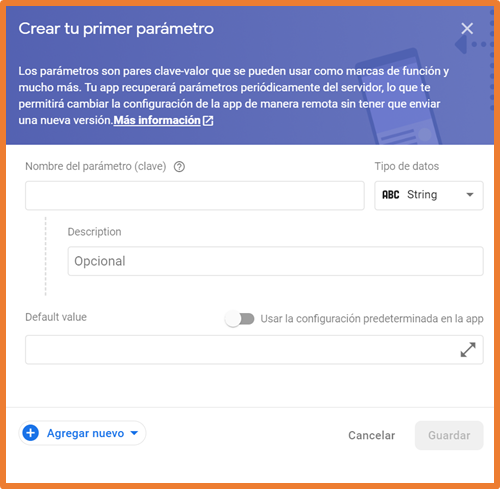 Crear tu primer parámetro
Los parámetros son pares clave-valor que se pueden usar como marcas de función y
mucho más. Tu app recuperará parámetros periódicamente del servidor, lo que te
permitirá cambiar la configuración de la app de manera remota sin tener que enviar
una nueva versión.Más información
Nombre del parámetro (clave)
Tipo de datos
ABC String
Description
Opcional
Default value
Usar la configuración predeterminada en la app
Agregar nuevo
Cancelar
Guardar